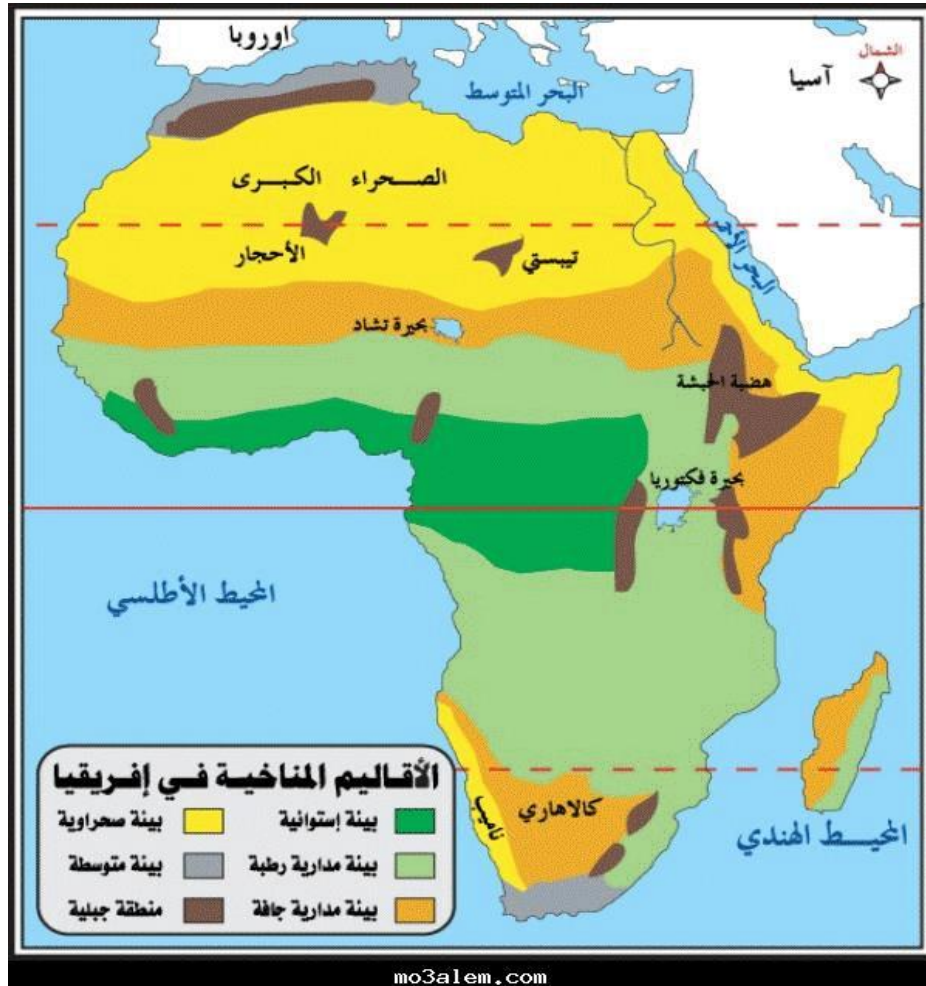 اوروبا
الشمال
آسيا
البحر المتوسط
الصحراء الكبرى
الأحجار
تيبستي
البحر الأحمر
بحيرة تشاد
هضبة الحبشة
بحيرة فكتوريا
المحيط الأطلسي
كالاهاري
ناميب
المحيط الهندي
الأقاليم المناخية في إفريقيا
بيئة إستوائية
بيئة صحراوية
بيئة مدارية رطبة
بيئة متوسطة
بيئة مدارية جافة
منطقة جبلية
mo3alem.com